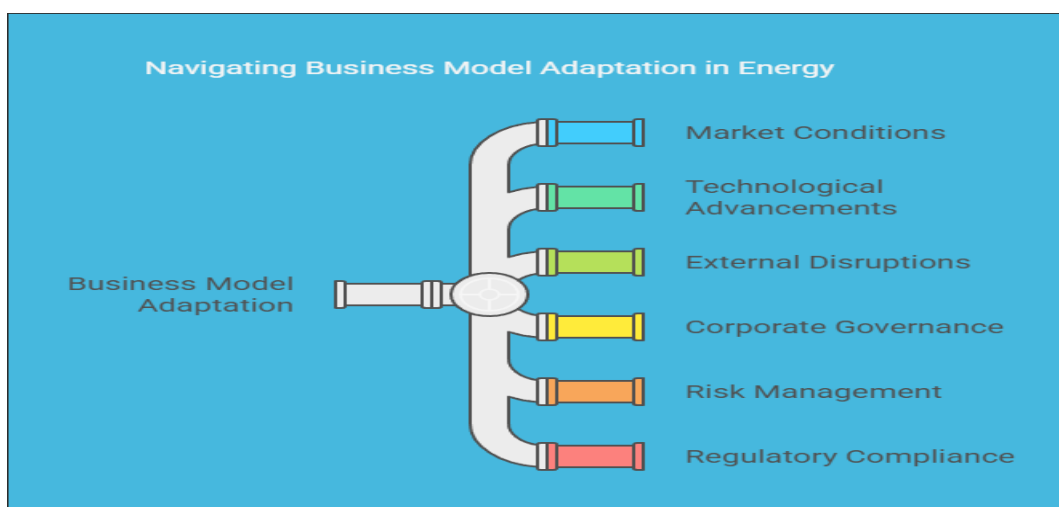 Navigating Business Model Adaptation in Energy
Market Conditions
Technological
Advancements
External Disruptions
Business Model
Adaptation
Corporate Governance
Risk Management
Regulatory Compliance